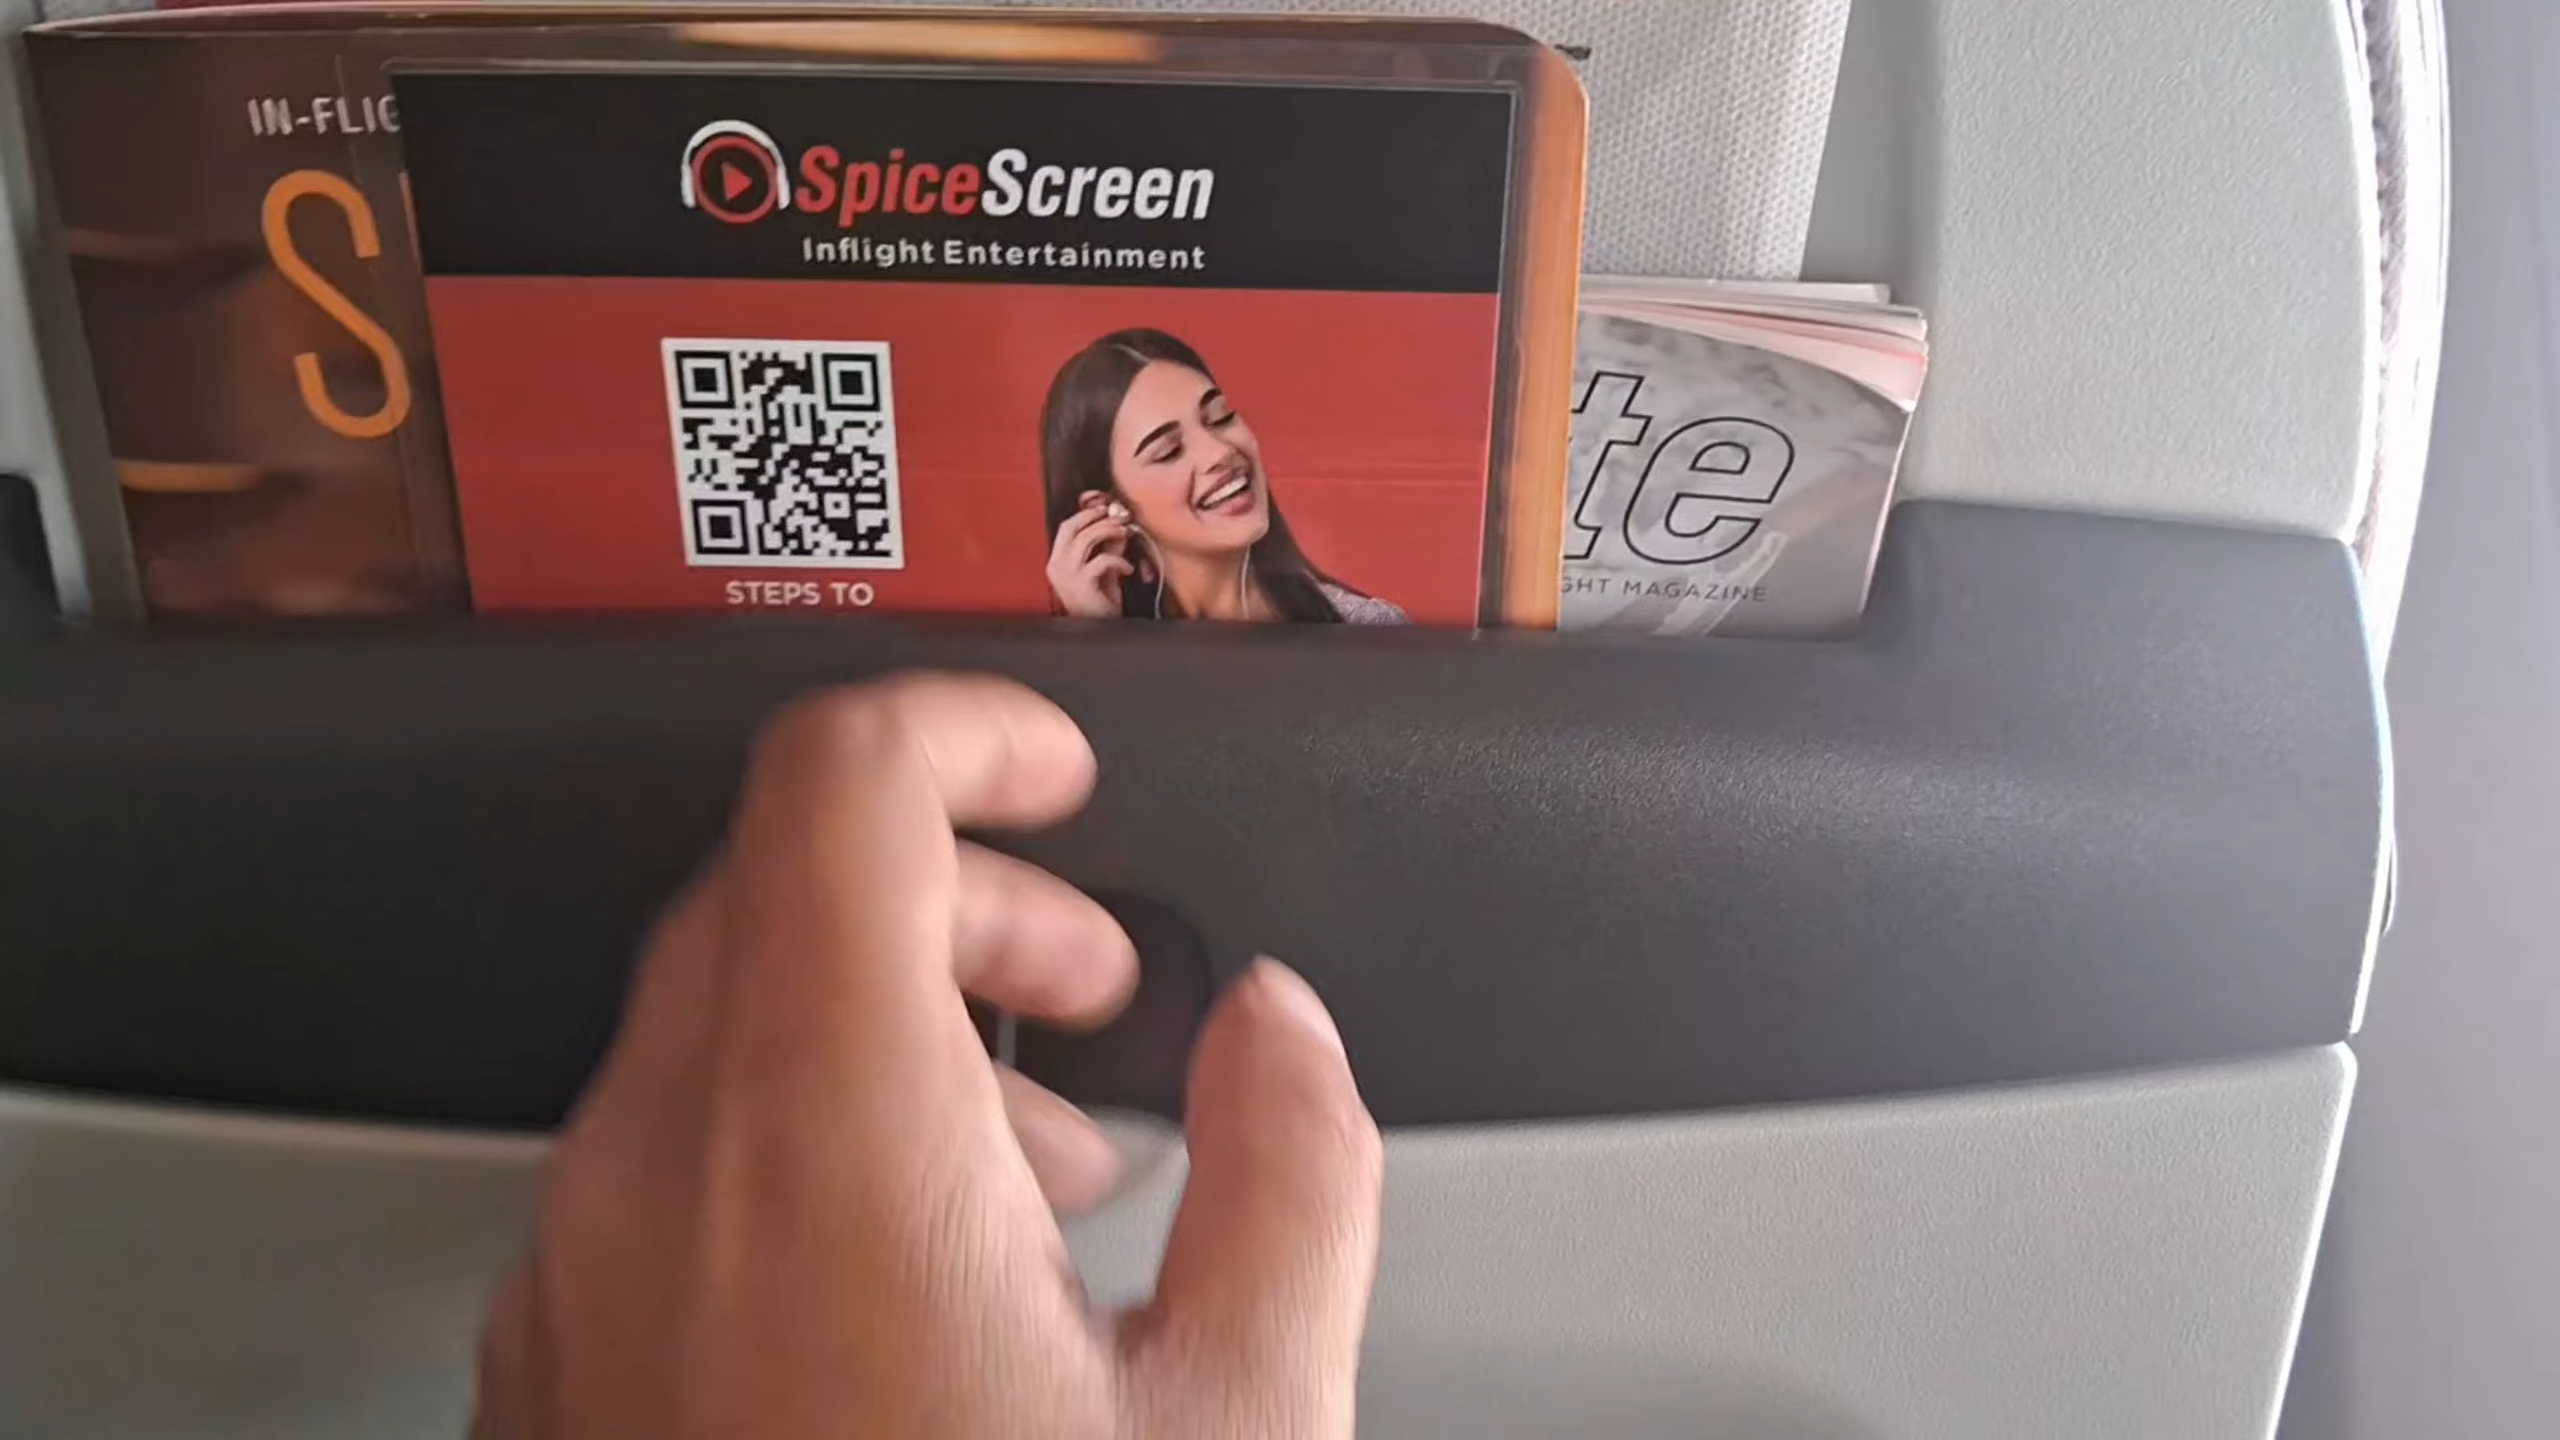 IN-FLIG
S
SpiceScreen
Inflight Entertainment
STEPS TO
te
GHT MAGAZINE